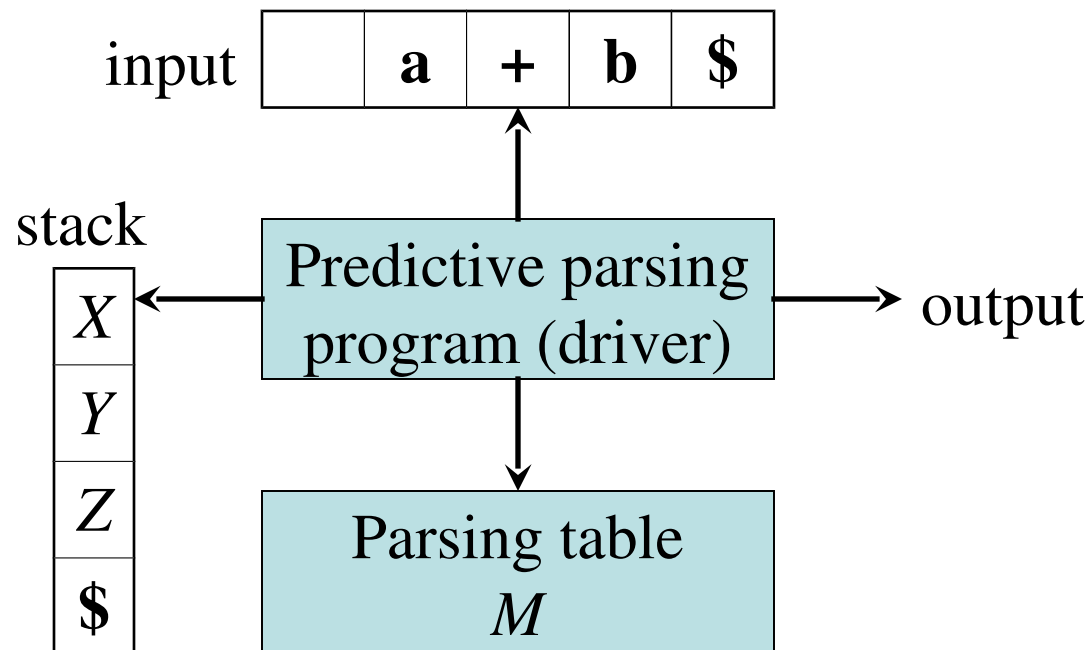 input a + b $
stack
Predictive parsing
program (driver)
output
X
Y
Z
$
Parsing table
M